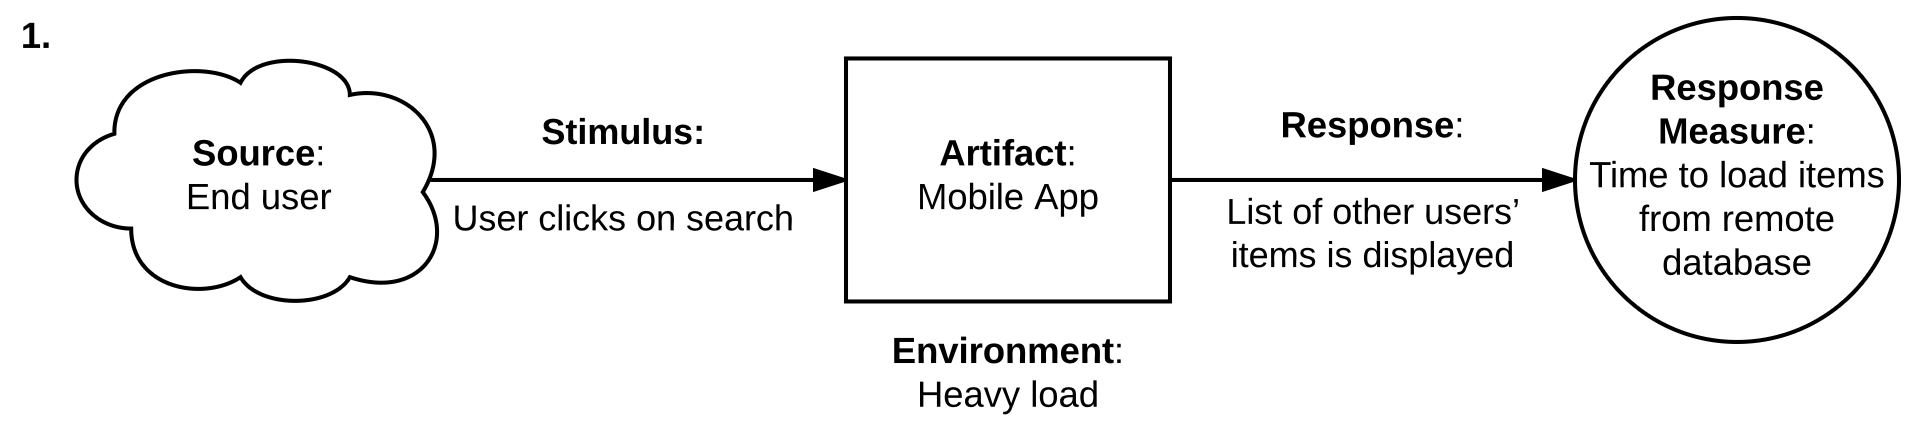 1.
Source:
End user
Stimulus:
User clicks on search
Artifact:
Mobile App
Environment:
Heavy load
Response:
List of other users’
items is displayed
Response
Measure:
Time to load items
from remote
database